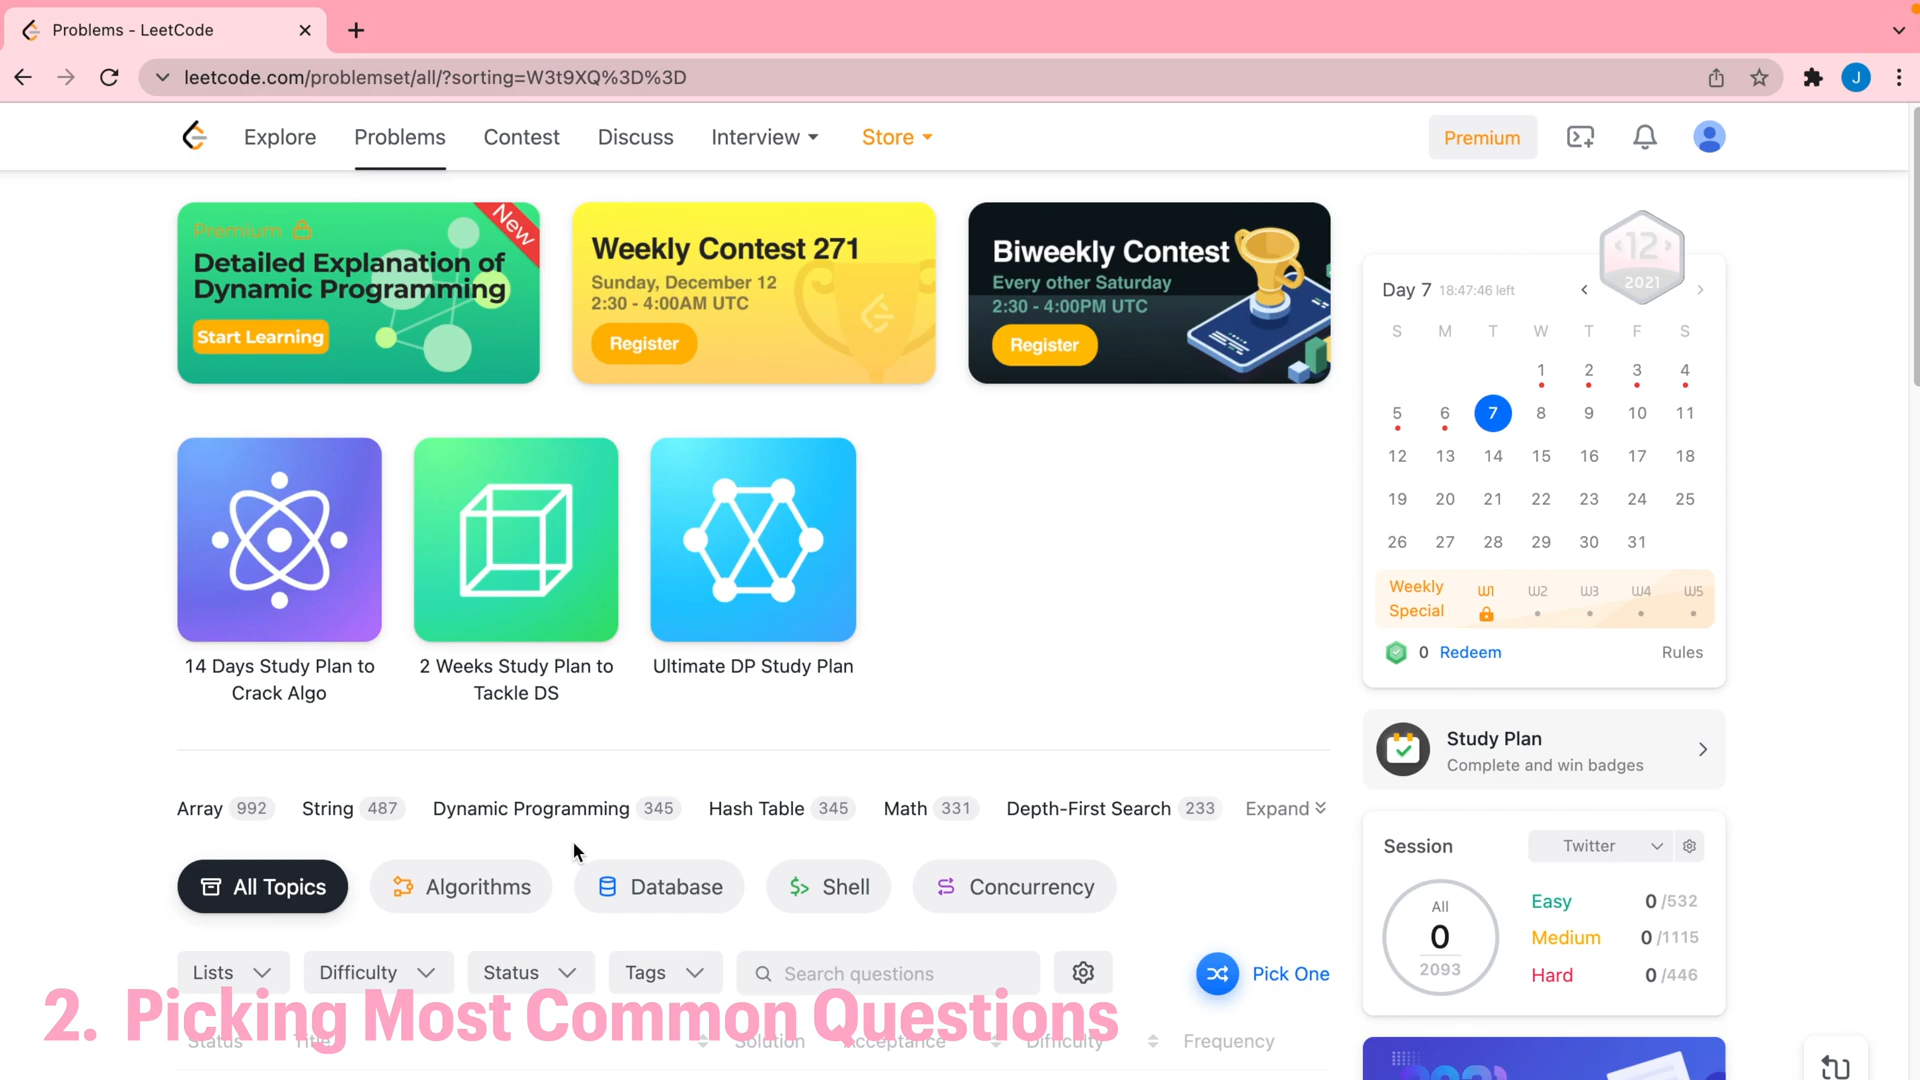 Problems - LeetCode
leetcode.com/problemset/all/?sorting=W3t9XQ%3D%3D
J
Explore Problems Contest Discuss Interview Store Premium
Premium
New
Detailed Explanation of
Dynamic Programming
Start Learning
Weekly Contest 271
Sunday, December 12
2:30 - 4:00AM UTC
Register
Biweekly Contest
Every other Saturday
2:30 - 4:00PM UTC
Register
14 Days Study Plan to
Crack Algo
2 Weeks Study Plan to
Tackle DS
Ultimate DP Study Plan
12
2021
Day 7 18:47:46 left
S M T W T F S
1 2 3 4
5 6 7 8 9 10 11
12 13 14 15 16 17 18
19 20 21 22 23 24 25
26 27 28 29 30 31
Weekly
Special
W1 W2 W3 W4 W5
0 Redeem Rules
Study Plan
Complete and win badges
Array 992 String 487 Dynamic Programming 345 Hash Table 345 Math 331 Depth-First Search 233 Expand
All Topics Algorithms Database Shell Concurrency
Session Twitter
All
0
2093
Easy 0 /532
Medium 0 /1115
Hard 0 /446
Lists Difficulty Status Tags Search questions Pick One
2. Picking Most Common Questions
Status Title Solution Acceptance Difficulty Frequency
2021